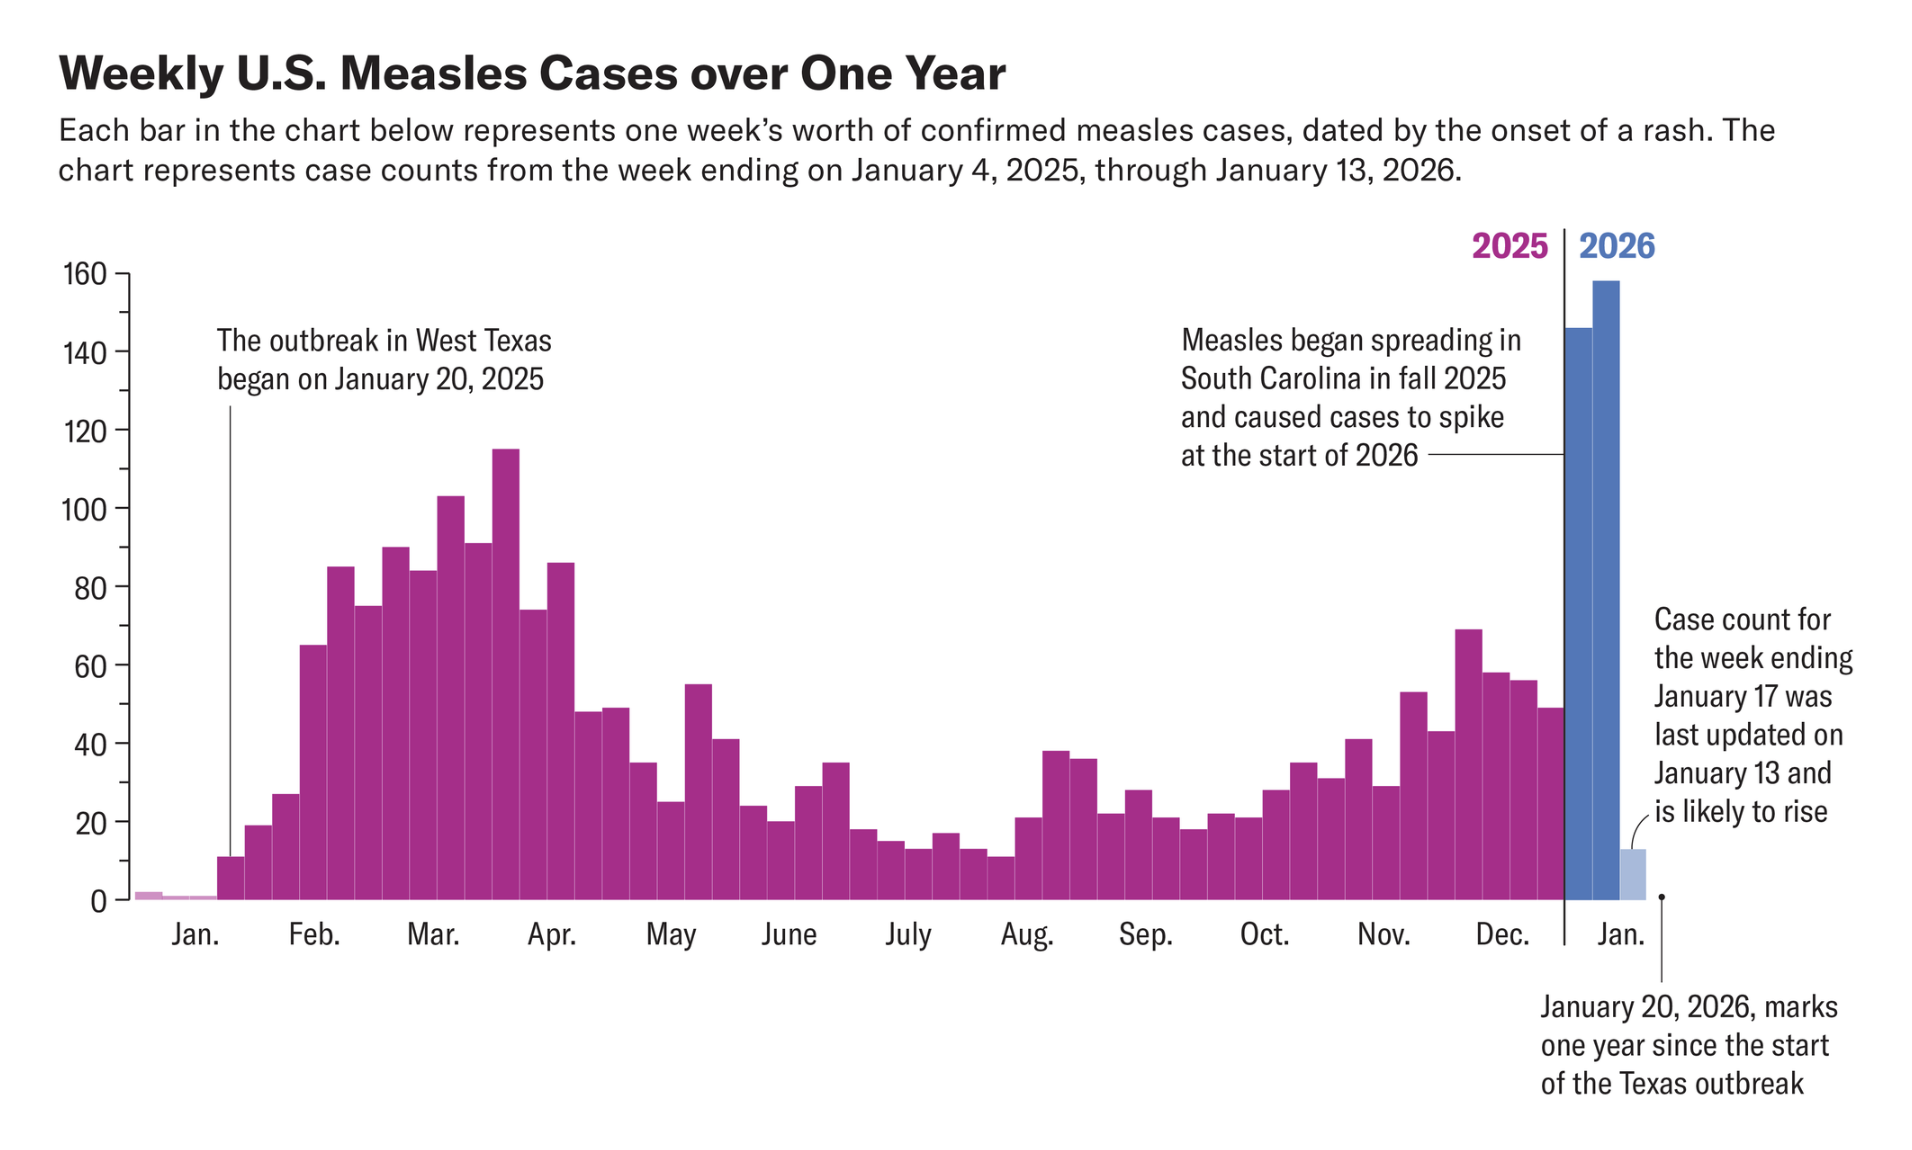 Weekly U.S. Measles Cases over One Year
Each bar in the chart below represents one week’s worth of confirmed measles cases, dated by the onset of a rash. The
chart represents case counts from the week ending on January 4, 2025, through January 13, 2026.
2025
2026
160
140
120
100
80
60
40
20
0
The outbreak in West Texas
began on January 20, 2025
Measles began spreading in
South Carolina in fall 2025
and caused cases to spike
at the start of 2026
Case count for
the week ending
January 17 was
last updated on
January 13 and
is likely to rise
Jan.
Feb.
Mar.
Apr.
May
June
July
Aug.
Sep.
Oct.
Nov.
Dec.
Jan.
January 20, 2026, marks
one year since the start
of the Texas outbreak